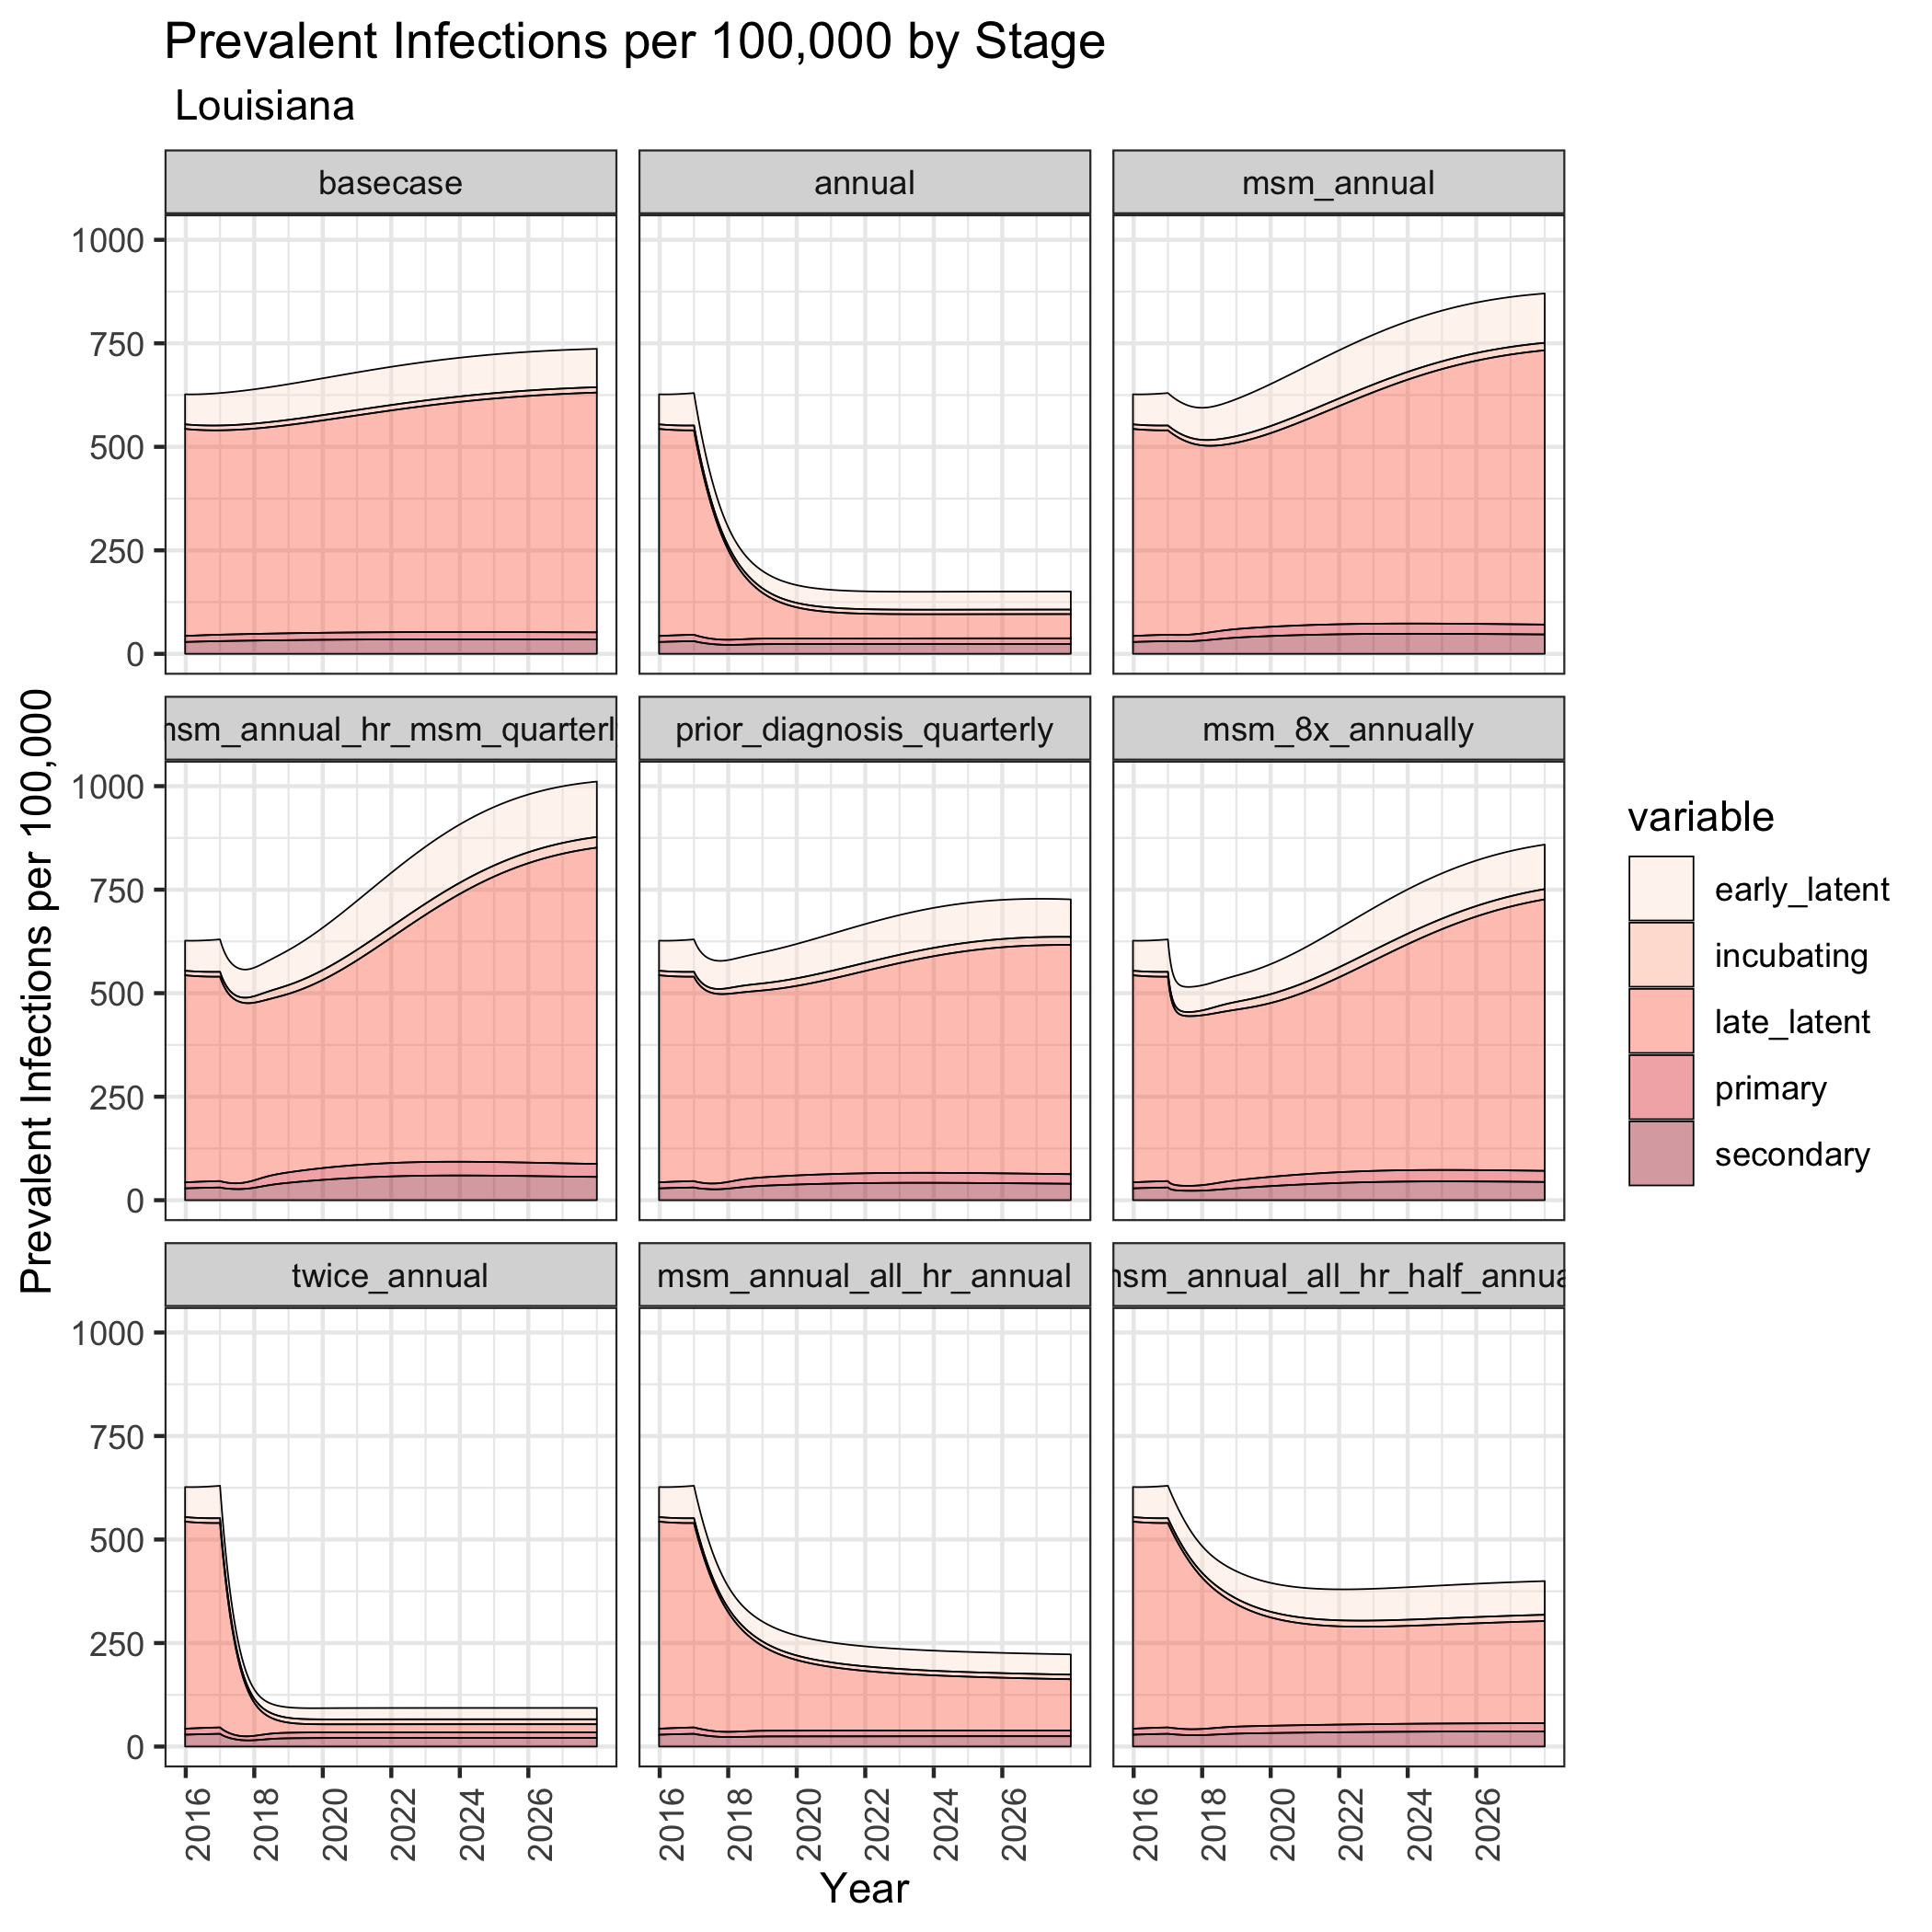 Prevalent Infections per 100,000 by Stage
Louisiana
basecase
annual
msm_annual
1000
750
500
250
0
msm_annual_hr_msm_quarterl
prior_diagnosis_quarterly
msm_8x_annually
1000
750
500
250
0
twice_annual
msm_annual_all_hr_annual
msm_annual_all_hr_half_annua
1000
750
500
250
0
2016 2018 2020 2022 2024 2026
2016 2018 2020 2022 2024 2026
2016 2018 2020 2022 2024 2026
Year
Prevalent Infections per 100,000
variable
early_latent
incubating
late_latent
primary
secondary